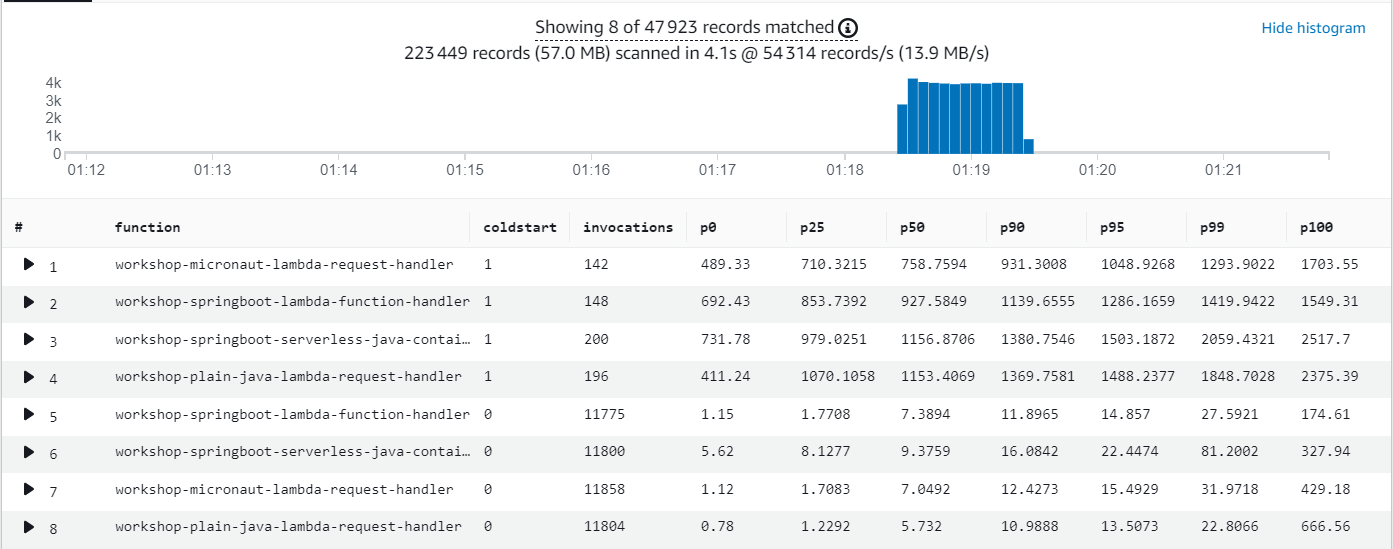 Showing 8 of 47 923 records matched
Hide histogram
223 449 records (57.0 MB) scanned in 4.1s @ 54 314 records/s (13.9 MB/s)
4k
3k
2k
1k
0
01:12 01:13 01:14 01:15 01:16 01:17 01:18 01:19 01:20 01:21
# function coldstart invocations p0 p25 p50 p90 p95 p99 p100
1 workshop-micronaut-lambda-request-handler 1 142 489.33 710.3215 758.7594 931.3008 1048.9268 1293.9022 1703.55
2 workshop-springboot-lambda-function-handler 1 148 692.43 853.7392 927.5849 1139.6555 1286.1659 1419.9422 1549.31
3 workshop-springboot-serverless-java-contai… 1 200 731.78 979.0251 1156.8706 1380.7546 1503.1872 2059.4321 2517.7
4 workshop-plain-java-lambda-request-handler 1 196 411.24 1070.1058 1153.4069 1369.7581 1488.2377 1848.7028 2375.39
5 workshop-springboot-lambda-function-handler 0 11775 1.15 1.7708 7.3894 11.8965 14.857 27.5921 174.61
6 workshop-springboot-serverless-java-contai… 0 11800 5.62 8.1277 9.3759 16.0842 22.4474 81.2002 327.94
7 workshop-micronaut-lambda-request-handler 0 11858 1.12 1.7083 7.0492 12.4273 15.4929 31.9718 429.18
8 workshop-plain-java-lambda-request-handler 0 11804 0.78 1.2292 5.732 10.9888 13.5073 22.8066 666.56